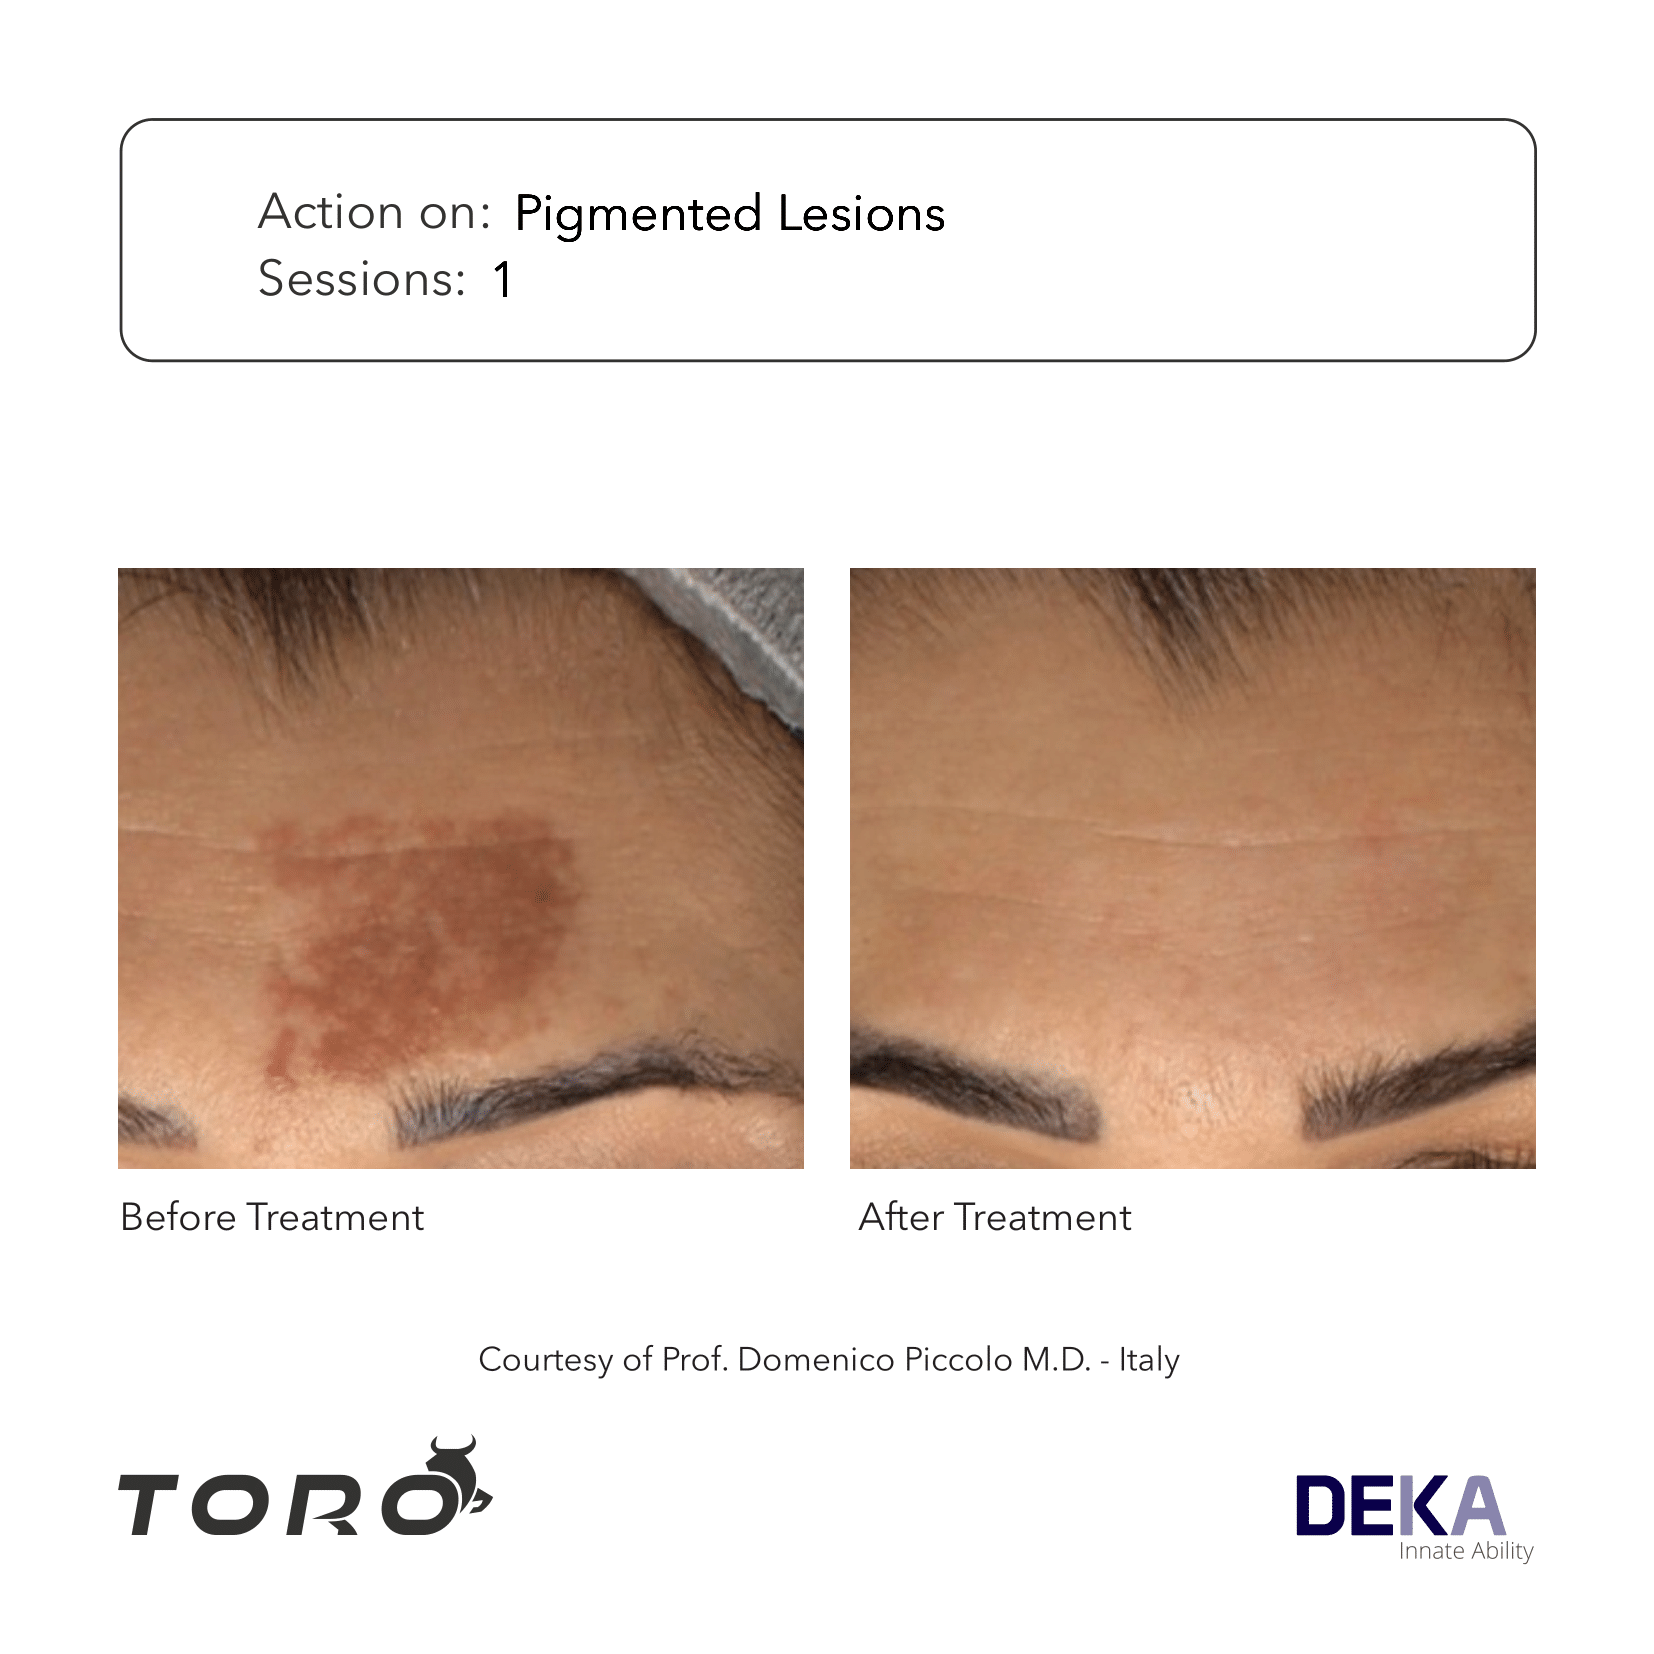 Action on: Pigmented Lesions
Sessions: 1
Before Treatment
After Treatment
Courtesy of Prof. Domenico Piccolo M.D. - Italy
TORO
DEKA
Innate Ability